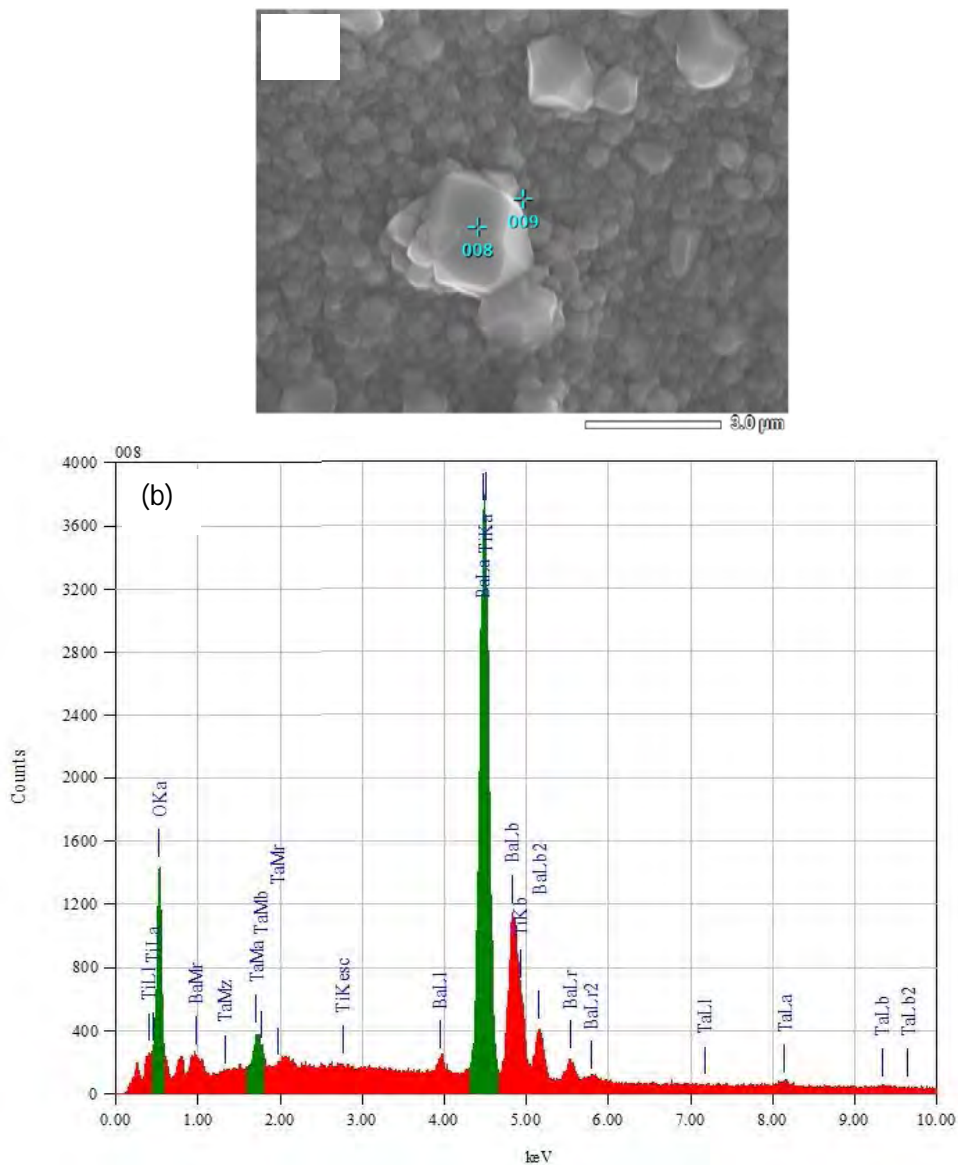 009
008
3.0 μm
008
(b)
4000
3600
3200
2800
2400
2000
1600
1200
800
400
0
Counts
TiLl
TiLa
OKa
BaMr
TaMz
TaMa
TaMb
TaMr
TiKesc
BaLl
BaLa
TiKa
BaLb
TiKb
BaLb2
BaLr
BaLr2
TaLl
TaLa
TaLb
TaLb2
0.00 1.00 2.00 3.00 4.00 5.00 6.00 7.00 8.00 9.00 10.00
keV